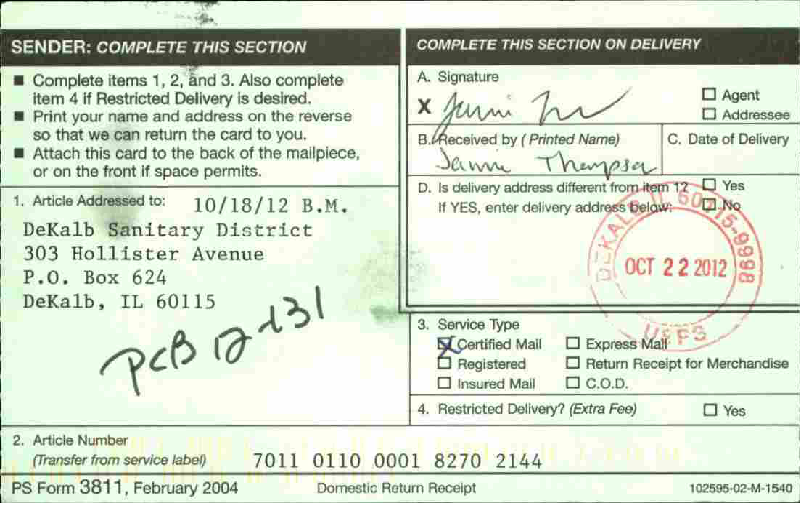 SENDER: COMPLETE THIS SECTION
■ Complete items 1, 2, and 3. Also complete
item 4 if Restricted Delivery is desired.
■ Print your name and address on the reverse
so that we can return the card to you.
■ Attach this card to the back of the mailpiece,
or on the front if space permits.
1. Article Addressed to: 10/18/12 B.M.
DeKalb Sanitary District
303 Hollister Avenue
P.O. Box 624
DeKalb, IL 60115
PCB 12-131
2. Article Number
(Transfer from service label) 7011 0110 0001 8270 2144
PS Form 3811, February 2004 Domestic Return Receipt 102595-02-M-1540
COMPLETE THIS SECTION ON DELIVERY
A. Signature
X
☐ Agent
☐ Addressee
B. Received by (Printed Name) C. Date of Delivery
Thompson
D. Is delivery address different from item 1? ☐ Yes
If YES, enter delivery address below: ☐ No
OCT 22 2012
USPS
3. Service Type
☒ Certified Mail ☐ Express Mail
☐ Registered ☐ Return Receipt for Merchandise
☐ Insured Mail ☐ C.O.D.
4. Restricted Delivery? (Extra Fee) ☐ Yes